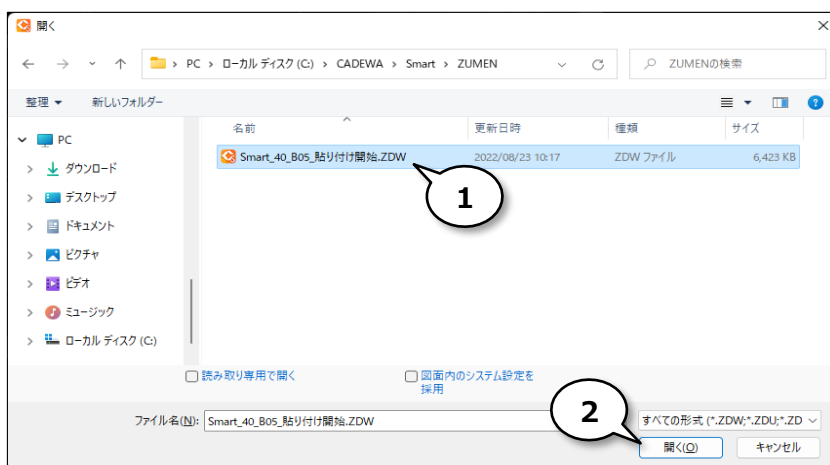 開く
PC > ローカル ディスク (C:) > CADEWA > Smart > ZUMEN
ZUMENの検索
整理 新しいフォルダー
名前 更新日時 種類 サイズ
PC
Smart_40_B05_貼り付け開始.ZDW 2022/08/23 10:17 ZDW ファイル 6,423 KB
1
ダウンロード
デスクトップ
ドキュメント
ピクチャ
ビデオ
ミュージック
ローカル ディスク (C:)
読み取り専用で開く
図面内のシステム設定を
採用
2
ファイル名(N): Smart_40_B05_貼り付け開始.ZDW
すべての形式 (*.ZDW;*.ZDU;*.ZD
開く(O) キャンセル